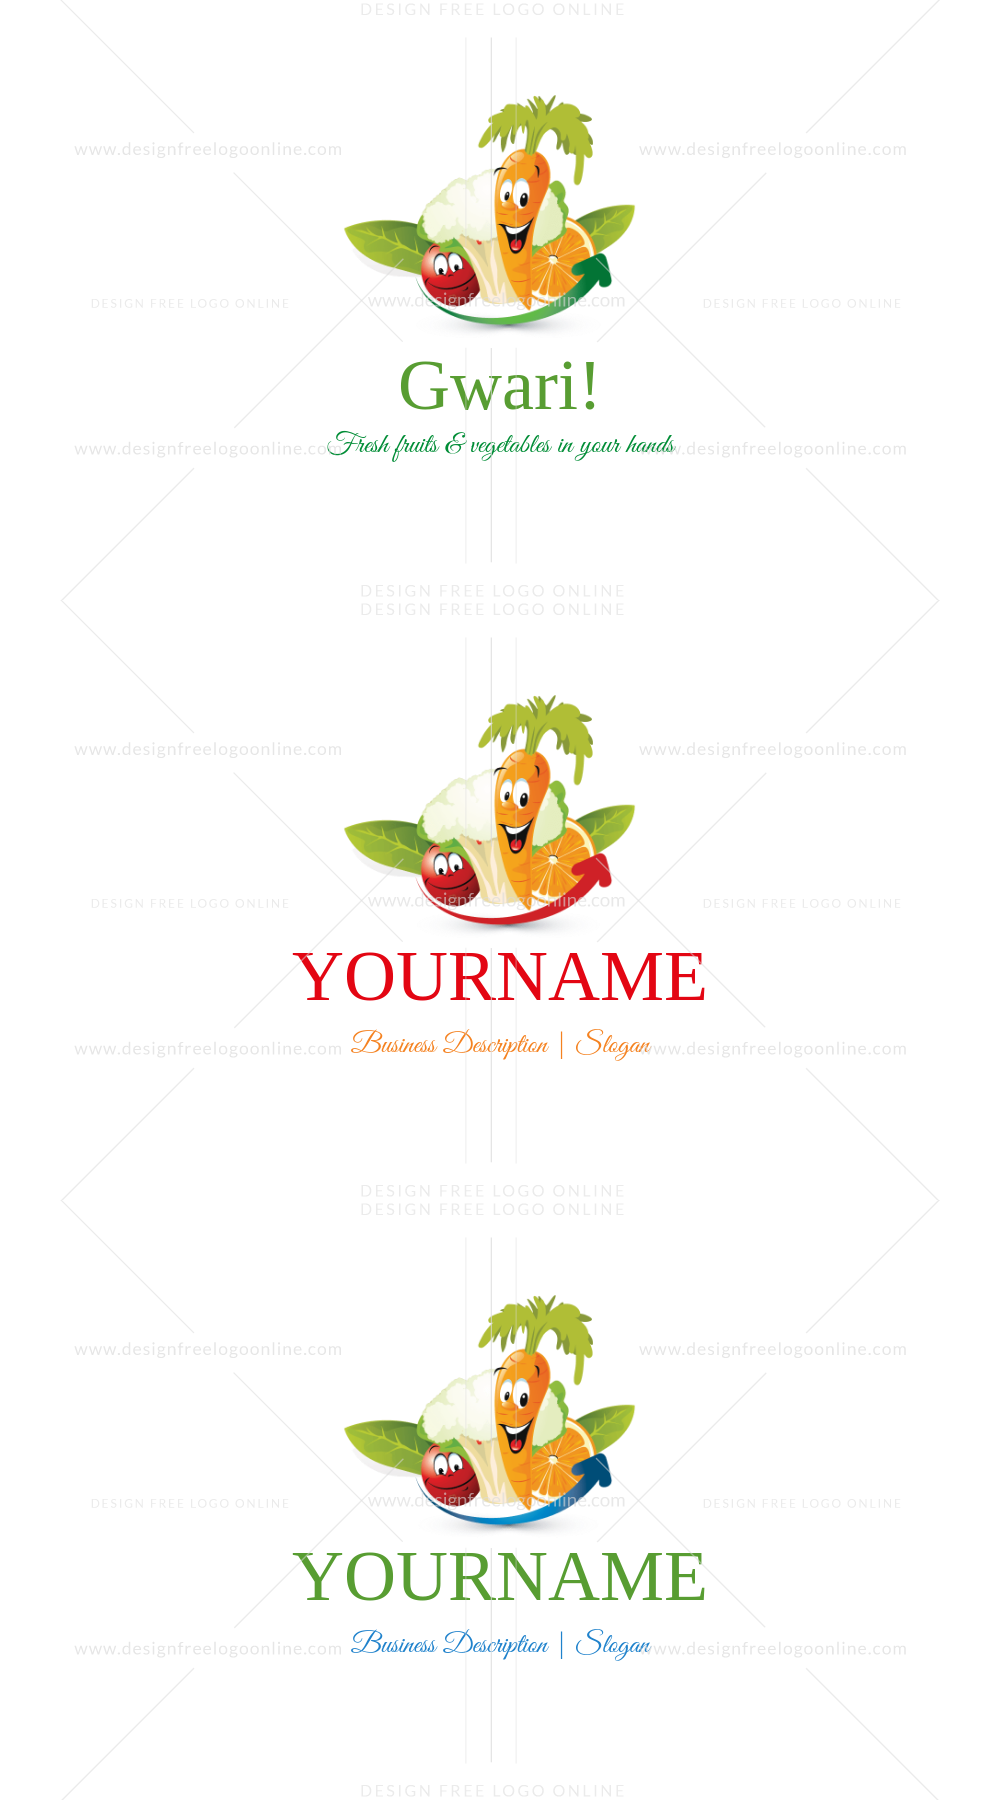 DESIGN FREE LOGO ONLINE
www.designfreelogoonline.com www.designfreelogoonline.com
DESIGN FREE LOGO ONLINE www.designfreelogoonline.com DESIGN FREE LOGO ONLINE
Gwari!
Fresh fruits & vegetables in your hands
www.designfreelogoonline.com www.designfreelogoonline.com
DESIGN FREE LOGO ONLINE
DESIGN FREE LOGO ONLINE
www.designfreelogoonline.com www.designfreelogoonline.com
DESIGN FREE LOGO ONLINE www.designfreelogoonline.com DESIGN FREE LOGO ONLINE
YOURNAME
Business Description | Slogan
www.designfreelogoonline.com www.designfreelogoonline.com
DESIGN FREE LOGO ONLINE
DESIGN FREE LOGO ONLINE
www.designfreelogoonline.com www.designfreelogoonline.com
DESIGN FREE LOGO ONLINE www.designfreelogoonline.com DESIGN FREE LOGO ONLINE
YOURNAME
Business Description | Slogan
www.designfreelogoonline.com www.designfreelogoonline.com
DESIGN FREE LOGO ONLINE